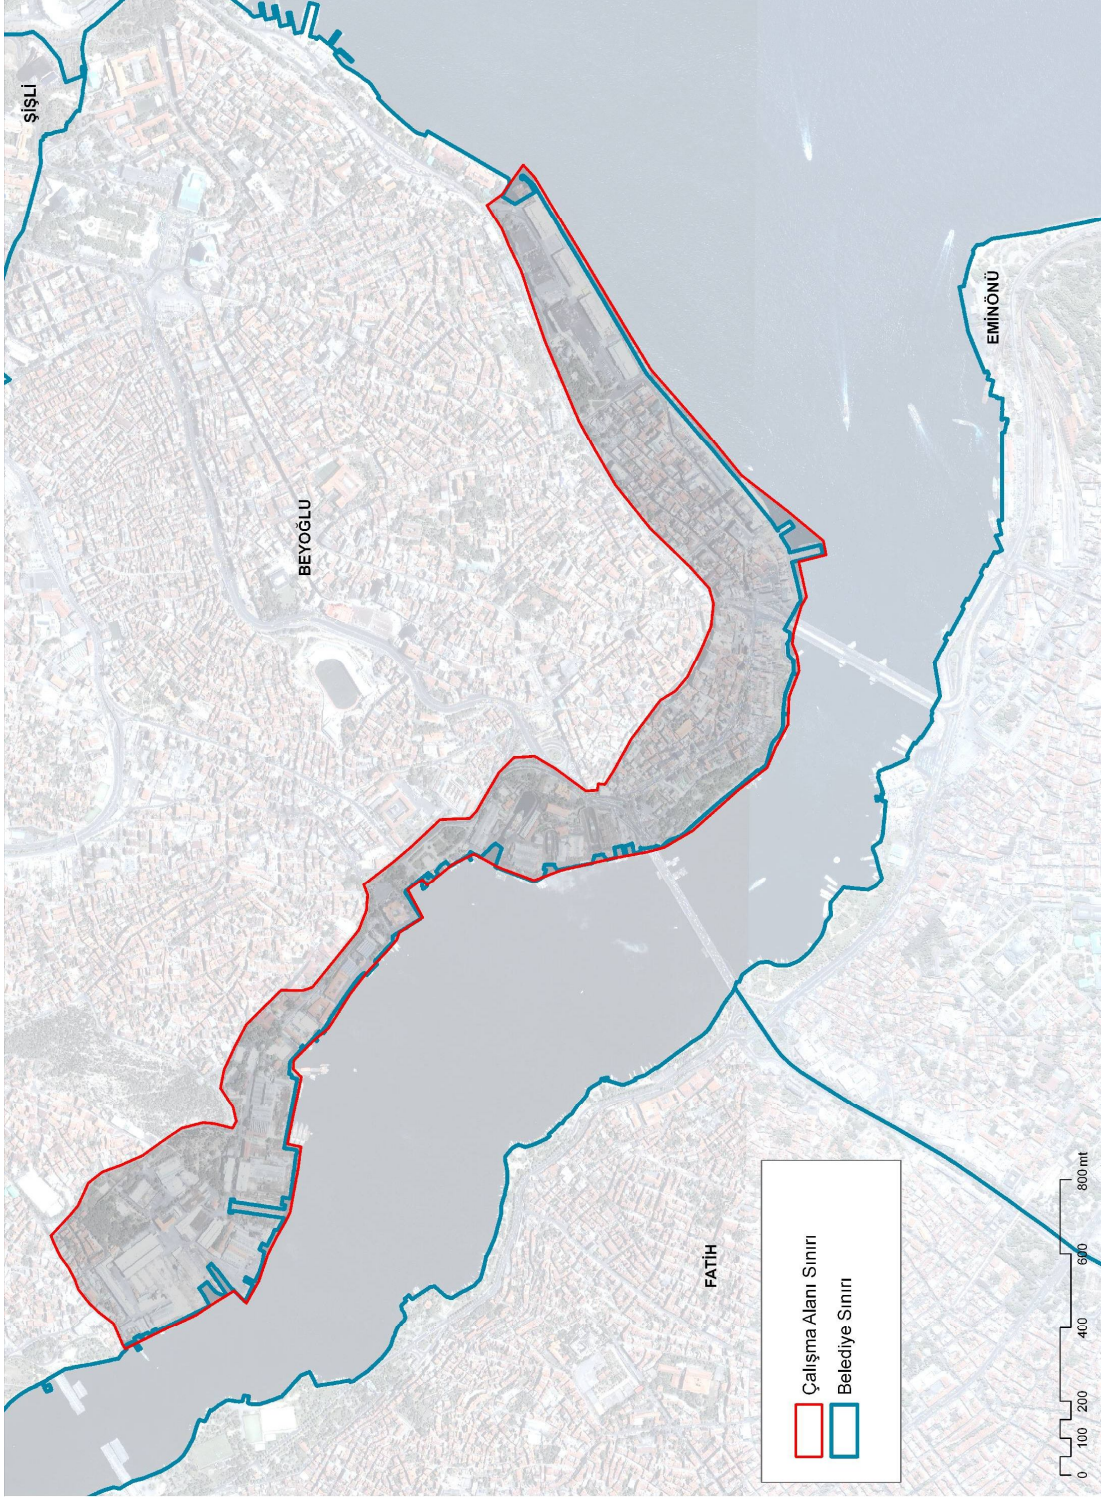 ŞİŞLİ
BEYOĞLU
EMİNÖNÜ
FATİH
Çalışma Alanı Sınırı
Belediye Sınırı
0 100 200 400 600 800 mt